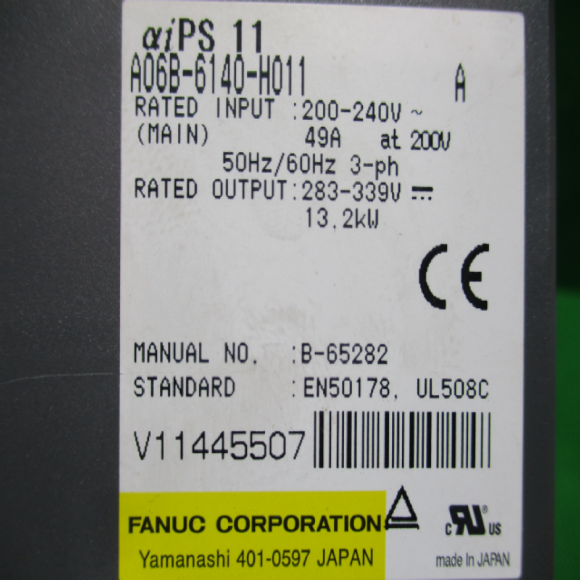 αiPS 11
A06B-6140-H011 A
RATED INPUT :200-240V ~
(MAIN) 49A at 200V
50Hz/60Hz 3-ph
RATED OUTPUT:283-339V ⎓
13.2kW
CE
MANUAL NO. :B-65282
STANDARD :EN50178, UL508C
V11445507
FANUC CORPORATION
Yamanashi 401-0597 JAPAN
c RU US
made in JAPAN